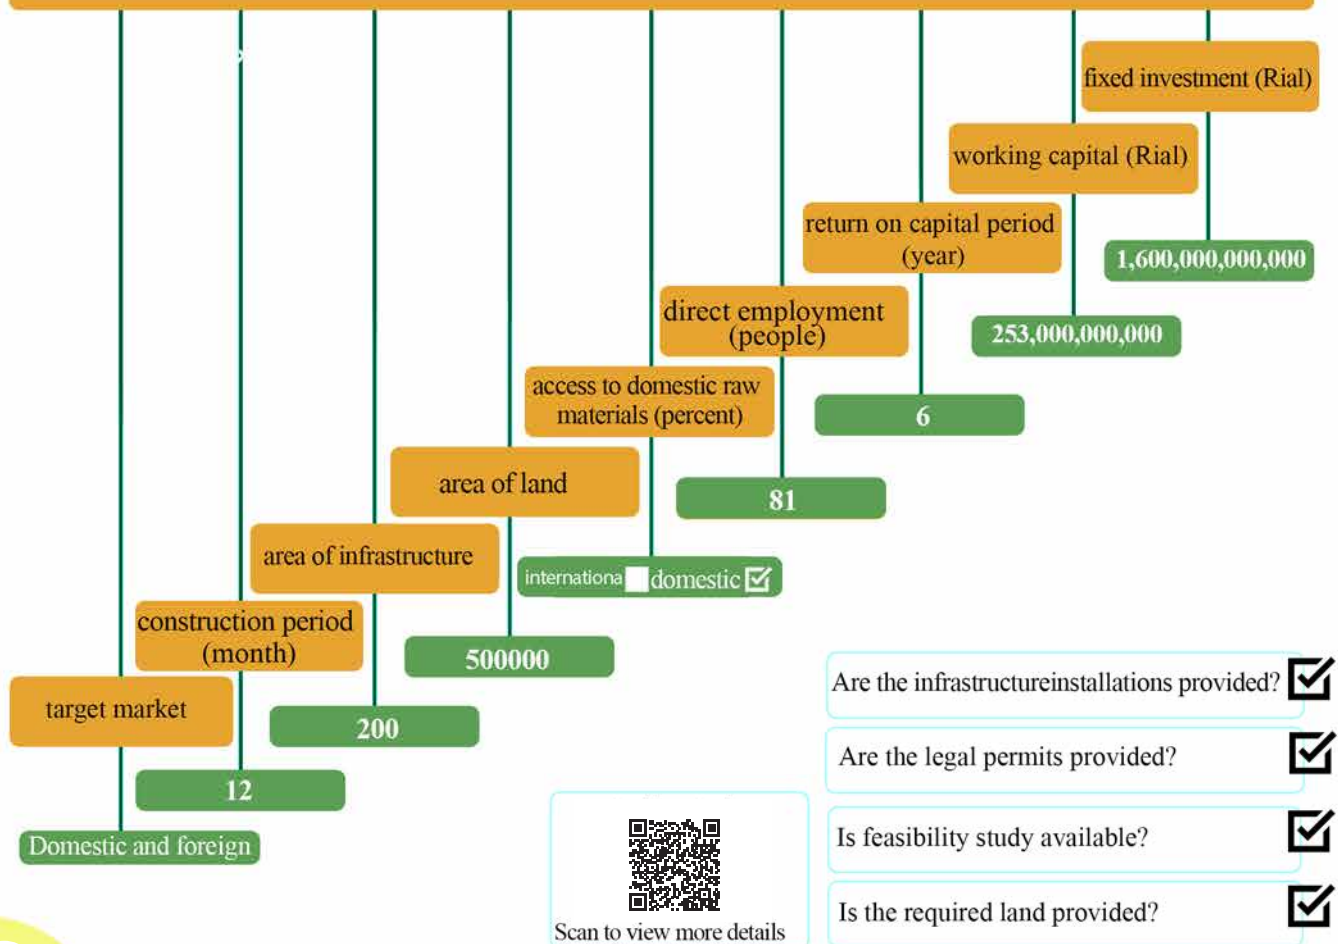 fixed investment (Rial)
1,600,000,000,000
working capital (Rial)
253,000,000,000
return on capital period
(year)
6
direct employment
(people)
81
access to domestic raw
materials (percent)
internationa domestic
area of land
500000
area of infrastructure
200
construction period
(month)
12
target market
Domestic and foreign
Are the infrastructureinstallations provided?
Are the legal permits provided?
Is feasibility study available?
Is the required land provided?
Scan to view more details